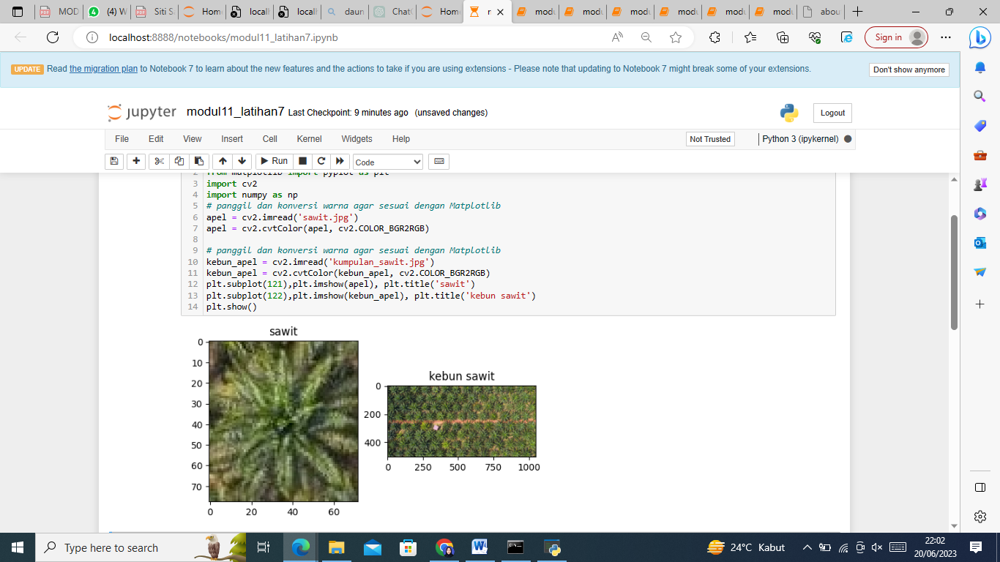 MOD
(4) W
Siti S
Hom
local
local
daun
Chat
Hom
r
modu
modu
modu
modu
modu
modu
abou
localhost:8888/notebooks/modul11_latihan7.ipynb
Sign in
UPDATE Read the migration plan to Notebook 7 to learn about the new features and the actions to take if you are using extensions - Please note that updating to Notebook 7 might break some of your extensions.
Don't show anymore
jupyter modul11_latihan7 Last Checkpoint: 9 minutes ago (unsaved changes)
Logout
File Edit View Insert Cell Kernel Widgets Help
Not Trusted
Python 3 (ipykernel)
Run
Code
2 from matplotlib import pyplot as plt
3 import cv2
4 import numpy as np
5 # panggil dan konversi warna agar sesuai dengan Matplotlib
6 apel = cv2.imread('sawit.jpg')
7 apel = cv2.cvtColor(apel, cv2.COLOR_BGR2RGB)
8
9 # panggil dan konversi warna agar sesuai dengan Matplotlib
10 kebun_apel = cv2.imread('kumpulan_sawit.jpg')
11 kebun_apel = cv2.cvtColor(kebun_apel, cv2.COLOR_BGR2RGB)
12 plt.subplot(121),plt.imshow(apel), plt.title('sawit')
13 plt.subplot(122),plt.imshow(kebun_apel), plt.title('kebun sawit')
14 plt.show()
sawit
0
10
20
30
40
50
60
70
0 20 40 60
kebun sawit
0
200
400
0 250 500 750 1000
Type here to search
24°C Kabut
22:02
20/06/2023